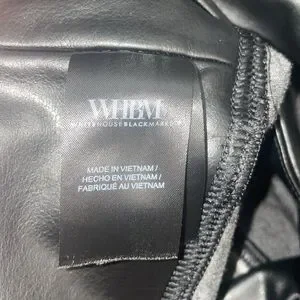 WHBM
WHITEHOUSEBLACKMARKET
MADE IN VIETNAM /
HECHO EN VIETNAM /
FABRIQUÉ AU VIETNAM